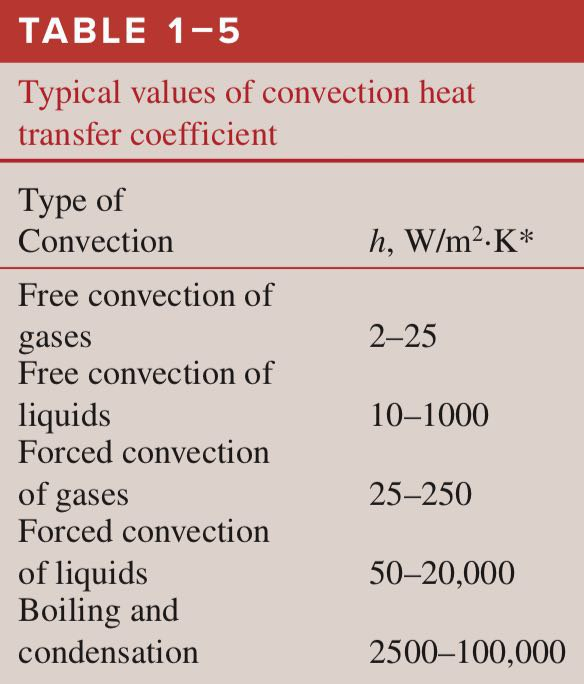 TABLE 1–5
Typical values of convection heat
transfer coefficient
Type of
Convection h, W/m²·K*
Free convection of
gases 2–25
Free convection of
liquids 10–1000
Forced convection
of gases 25–250
Forced convection
of liquids 50–20,000
Boiling and
condensation 2500–100,000